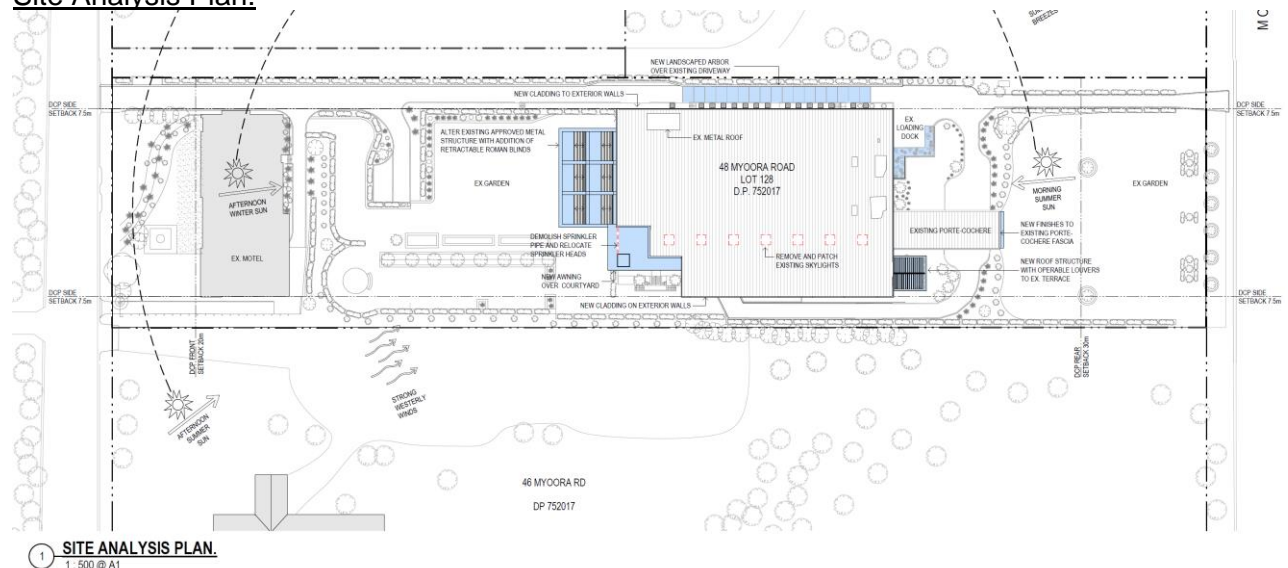 Site Analysis Plan:
BREEZES
NEW LANDSCAPED ARBOR
OVER EXISTING DRIVEWAY
NEW CLADDING TO EXTERIOR WALLS
DCP SIDE
SETBACK 7.5m
DCP SIDE
SETBACK 7.5m
ALTER EXISTING APPROVED METAL
STRUCTURE WITH ADDITION OF
RETRACTABLE ROMAN BLINDS
EX. METAL ROOF
EX
LOADING
DOCK
48 MYOORA ROAD
LOT 128
D.P. 752017
AFTERNOON
WINTER SUN
EX GARDEN
MORNING
SUMMER
SUN
EX GARDEN
EX. MOTEL
DEMOLISH SPRINKLER
PIPE AND RELOCATE
SPRINKLER HEADS
REMOVE AND PATCH
EXISTING SKYLIGHTS
EXISTING PORTE-COCHERE
NEW FINISHES TO
EXISTING PORTE-
COCHERE FASCIA
NEW AWNING
OVER COURTYARD
NEW ROOF STRUCTURE
WITH OPERABLE LOUVERS
TO EX. TERRACE
DCP SIDE
SETBACK 7.5m
NEW CLADDING ON EXTERIOR WALLS
DCP SIDE
SETBACK 7.5m
DCP FRONT
SETBACK 20m
DCP REAR
SETBACK 30m
STRONG
WESTERLY
WINDS
AFTERNOON
SUMMER
SUN
46 MYOORA RD
DP 752017
1 SITE ANALYSIS PLAN.
1 : 500 @ A1